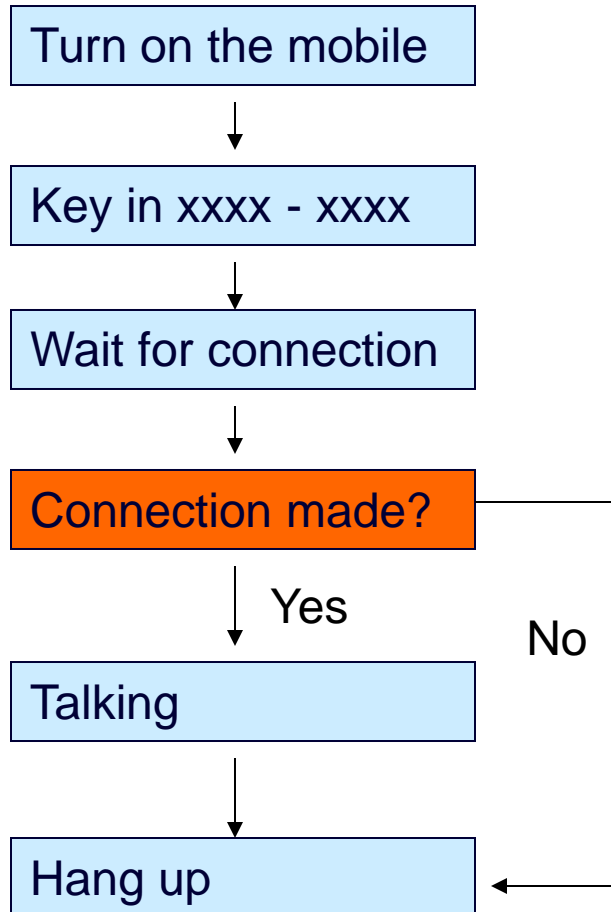 Turn on the mobile
Key in xxxx - xxxx
Wait for connection
Connection made?
Yes
No
Talking
Hang up